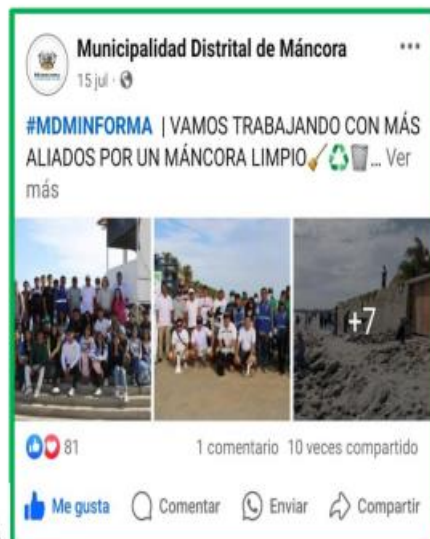 Municipalidad Distrital de Máncora
15 jul ·
#MDMINFORMA | VAMOS TRABAJANDO CON MÁS
ALIADOS POR UN MÁNCORA LIMPIO🧹♻️🗑️... Ver
más
+7
81
1 comentario 10 veces compartido
Me gusta Comentar Enviar Compartir